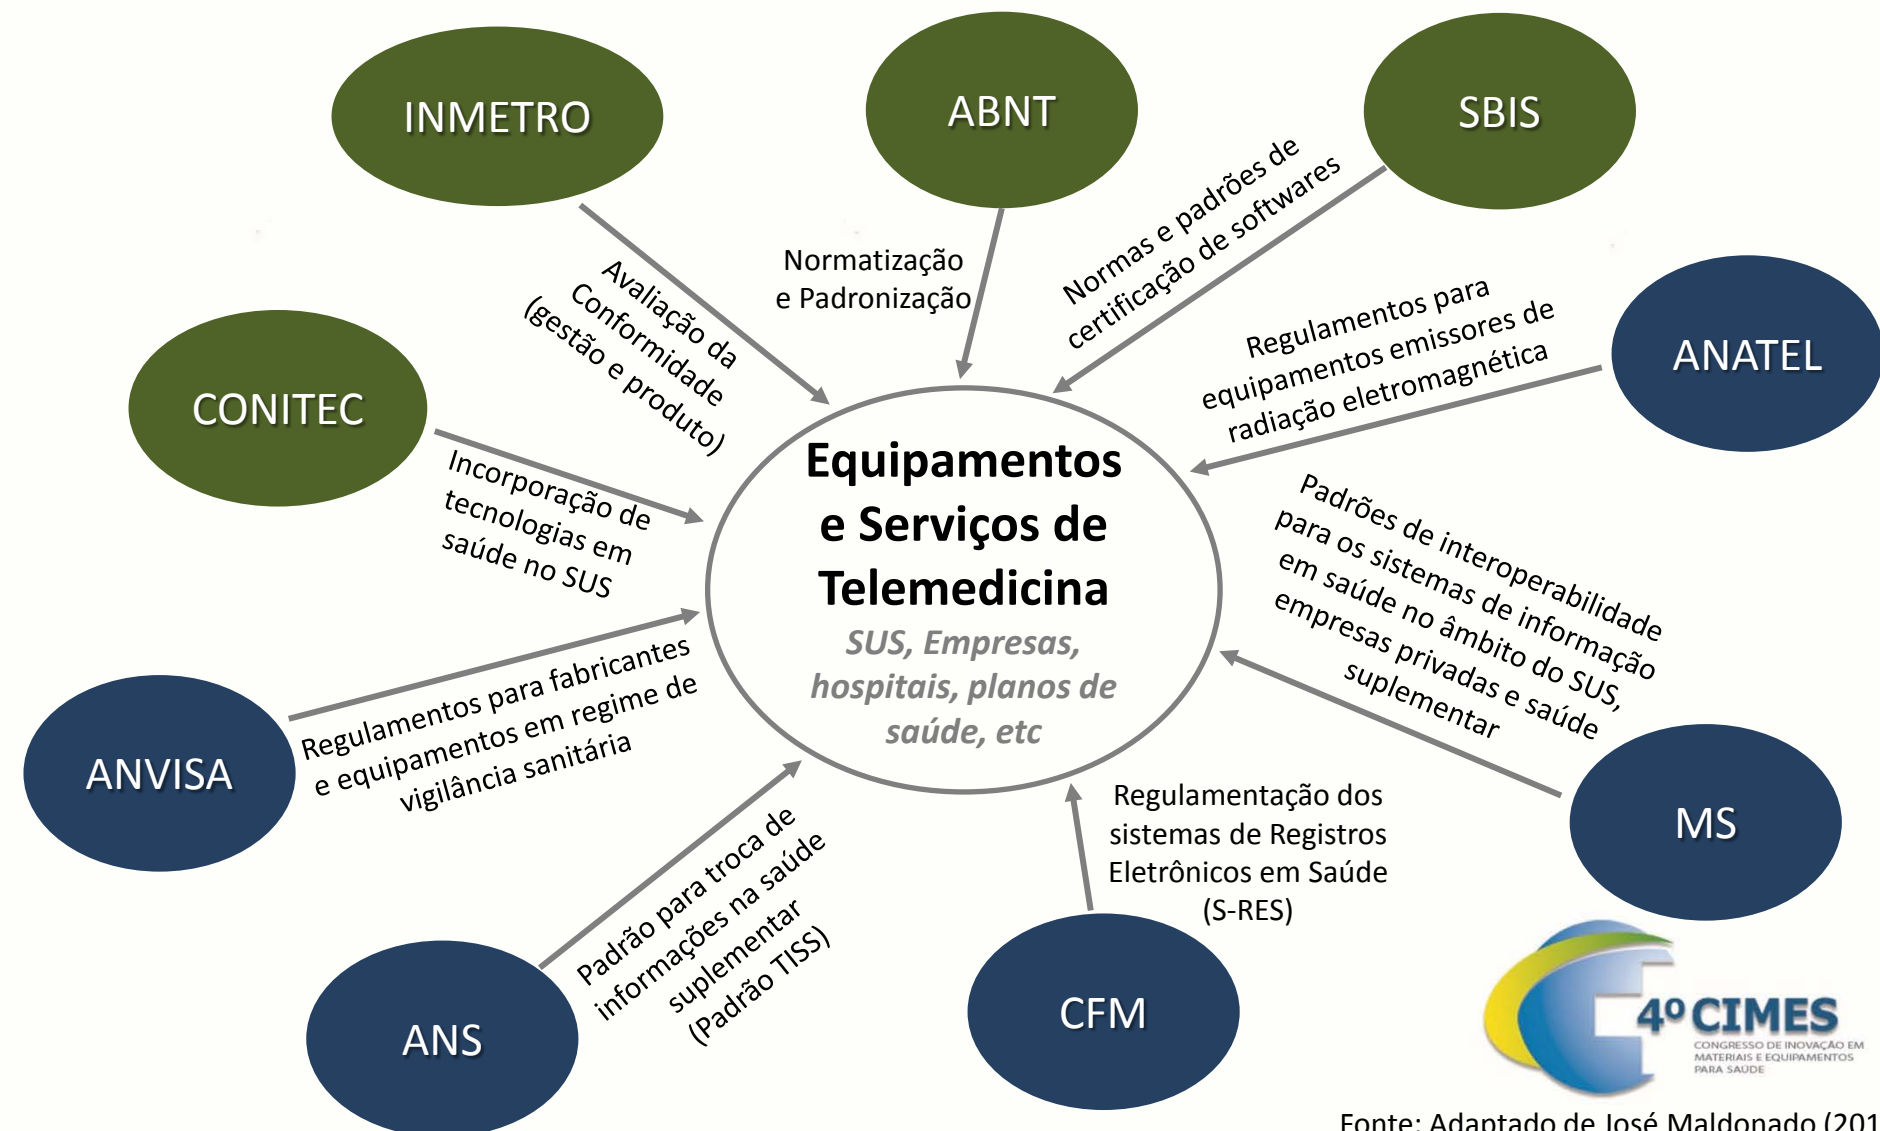 INMETRO
ABNT
SBIS
ANATEL
CONITEC
ANVISA
MS
ANS
CFM
Avaliação da
Conformidade
(gestão e produto)
Normatização
e Padronização
Normas e padrões de
certificação de softwares
Regulamentos para
equipamentos emissores de
radiação eletromagnética
Incorporação de
tecnologias em
saúde no SUS
Equipamentos
e Serviços de
Telemedicina
SUS, Empresas,
hospitais, planos de
saúde, etc
Padrões de interoperabilidade
para os sistemas de informação
em saúde no âmbito do SUS,
empresas privadas e saúde
suplementar
Regulamentos para fabricantes
e equipamentos em regime de
vigilância sanitária
Padrão para troca de
informações na saúde
suplementar
(Padrão TISS)
Regulamentação dos
sistemas de Registros
Eletrônicos em Saúde
(S-RES)
4º CIMES
CONGRESSO DE INOVAÇÃO EM
MATERIAIS E EQUIPAMENTOS
PARA SAÚDE
Fonte: Adaptado de José Maldonado (201